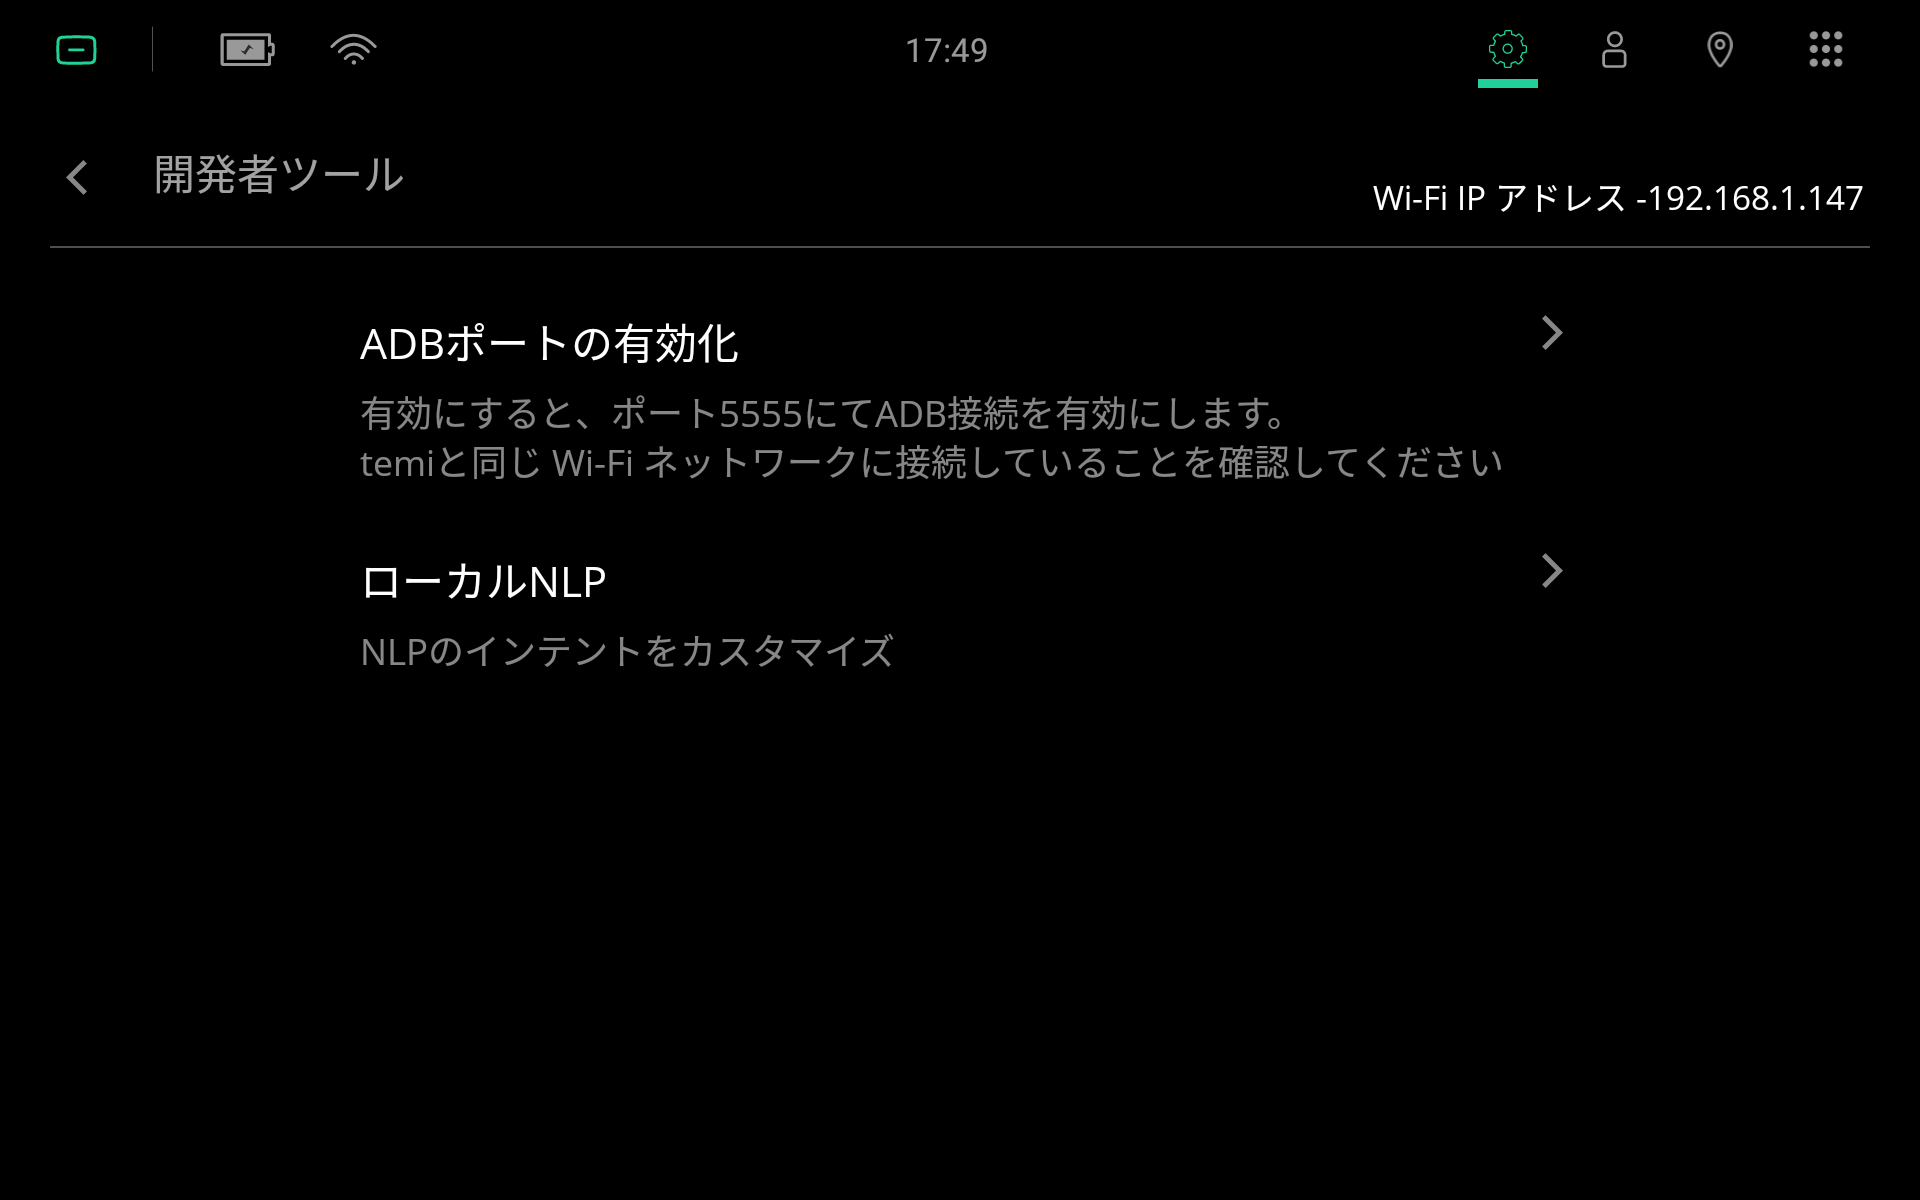 17:49
開発者ツール
Wi-Fi IP アドレス -192.168.1.147
ADBポートの有効化
有効にすると、ポート5555にてADB接続を有効にします。
temiと同じ Wi-Fi ネットワークに接続していることを確認してください
ローカルNLP
NLPのインテントをカスタマイズ